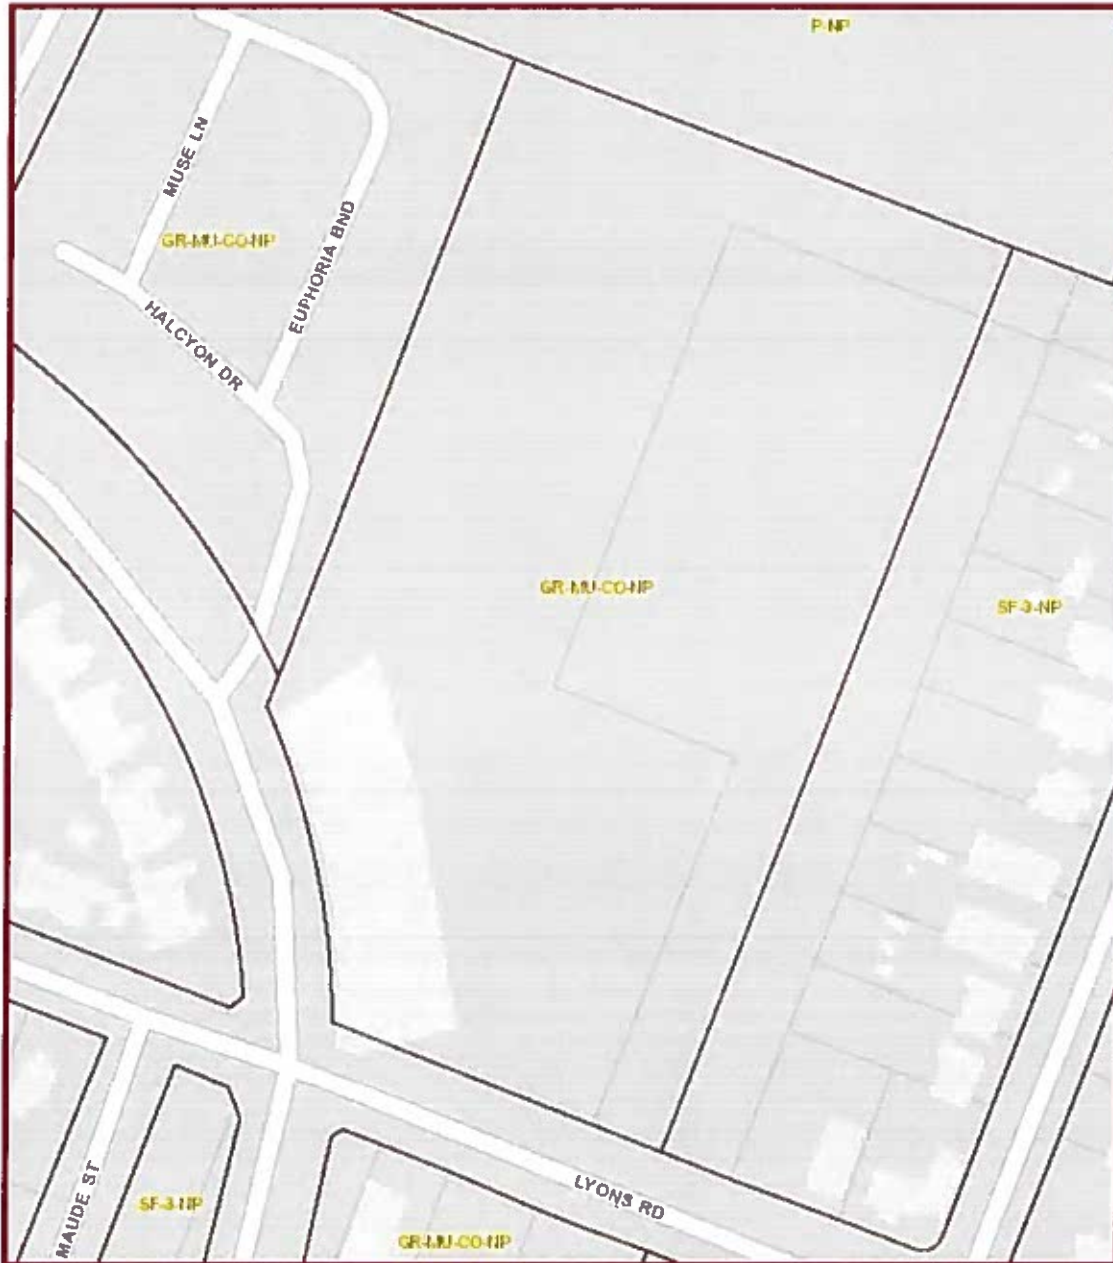 P-NP
MUSE LN
EUPHORIA BND
GR-MU-CO-NP
HALCYON DR
GR-MU-CO-NP
SF-3-NP
MAUDE ST
SF-3-NP
LYONS RD
GR-MU-CO-NP